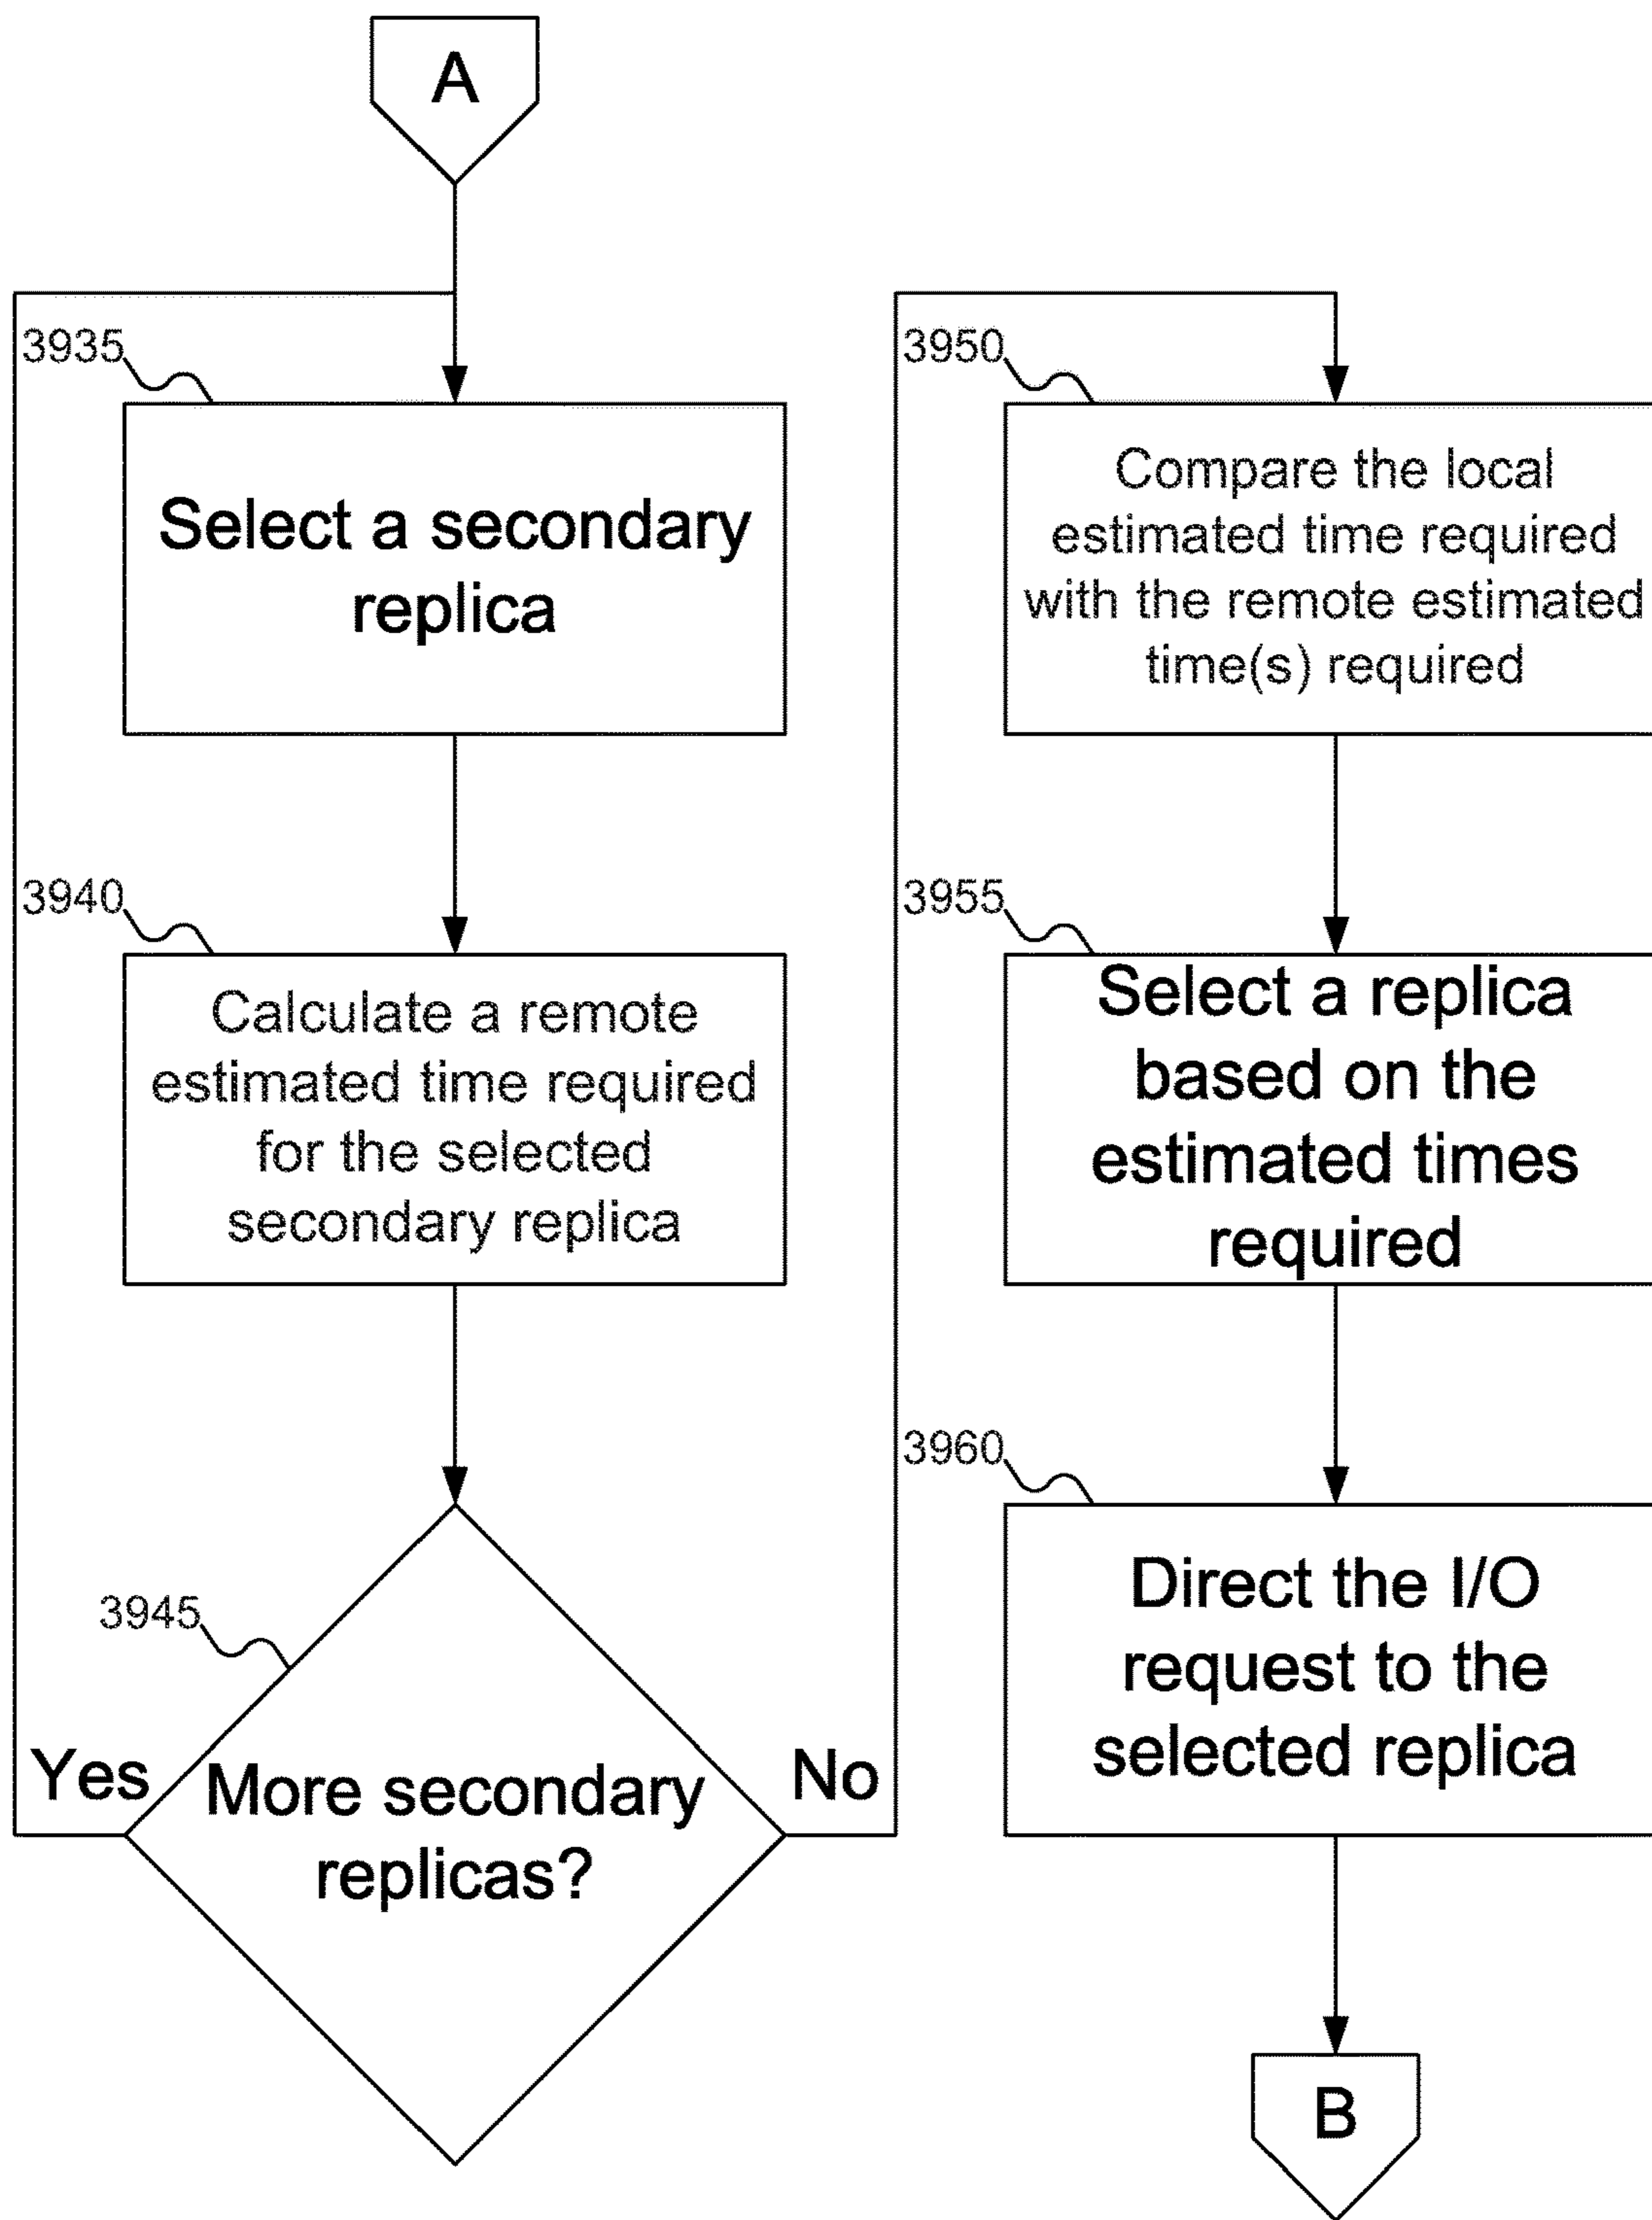 A
3935
Select a secondary
replica
3940
Calculate a remote
estimated time required
for the selected
secondary replica
3945
Yes
More secondary
replicas?
No
3950
Compare the local
estimated time required
with the remote estimated
time(s) required
3955
Select a replica
based on the
estimated times
required
3960
Direct the I/O
request to the
selected replica
B